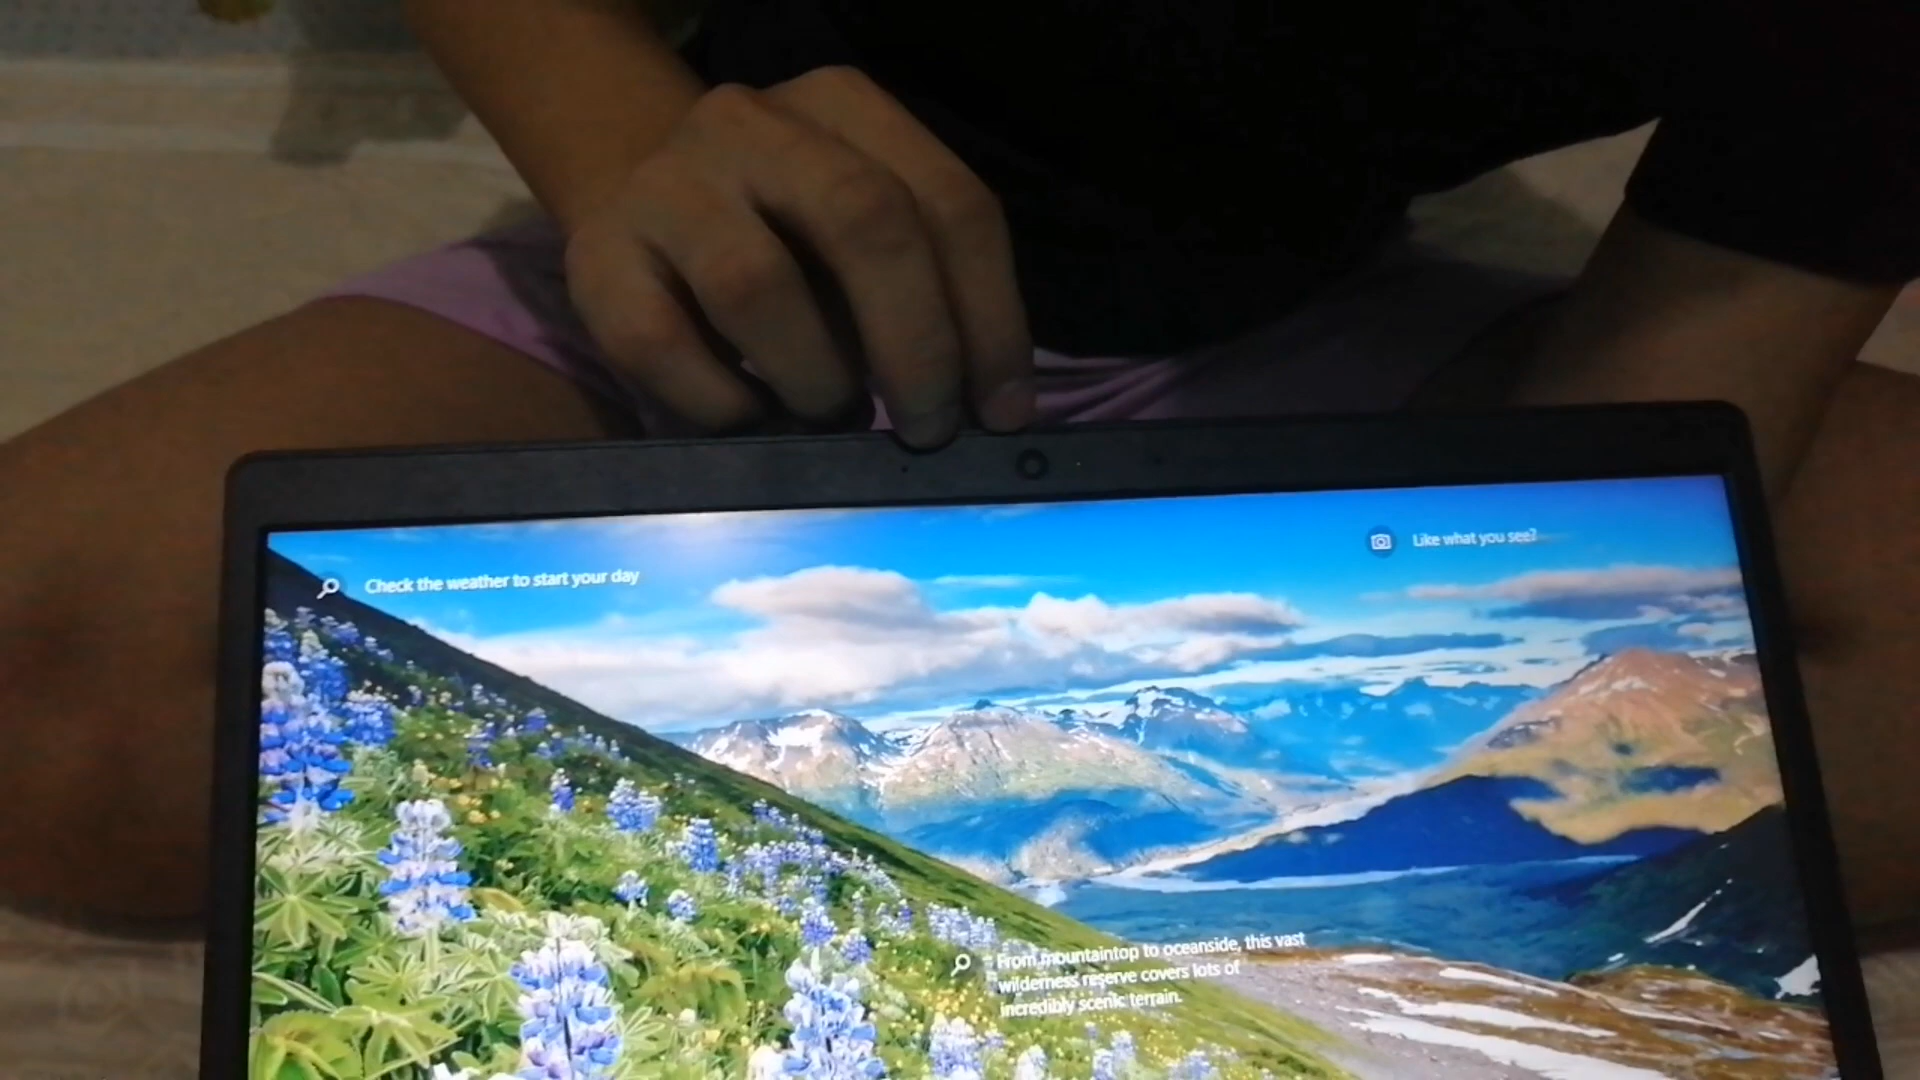 Check the weather to start your day
Like what you see?
From mountaintop to oceanside, this vast
wilderness reserve covers lots of
incredibly scenic terrain.